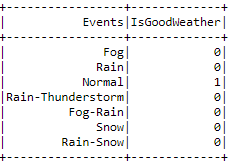 +----------------+-------------+
|          Events|IsGoodWeather|
+----------------+-------------+
|             Fog|            0|
|            Rain|            0|
|          Normal|            1|
|Rain-Thunderstorm|            0|
|        Fog-Rain|            0|
|            Snow|            0|
|       Rain-Snow|            0|
+----------------+-------------+